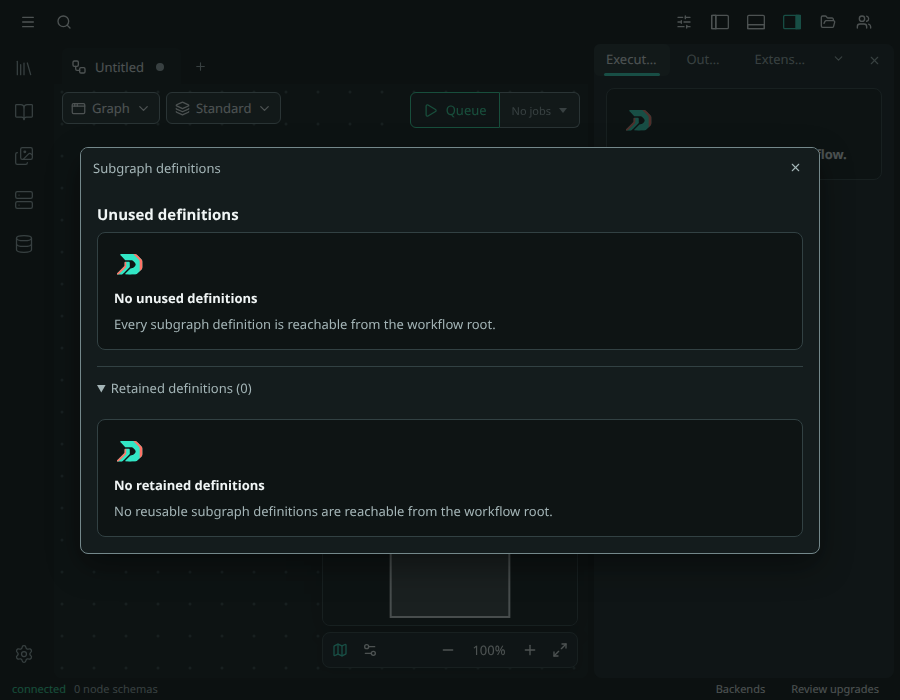 Untitled
Execut...
Out...
Extens...
Graph
Standard
Queue
No jobs
flow.
Subgraph definitions
Unused definitions
No unused definitions
Every subgraph definition is reachable from the workflow root.
Retained definitions (0)
No retained definitions
No reusable subgraph definitions are reachable from the workflow root.
100%
connected
0 node schemas
Backends
Review upgrades